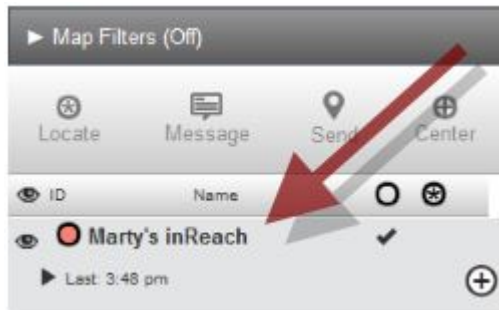 ► Map Filters (Off)
Locate Message Send Center
ID Name
Marty's inReach
Last: 3:48 pm